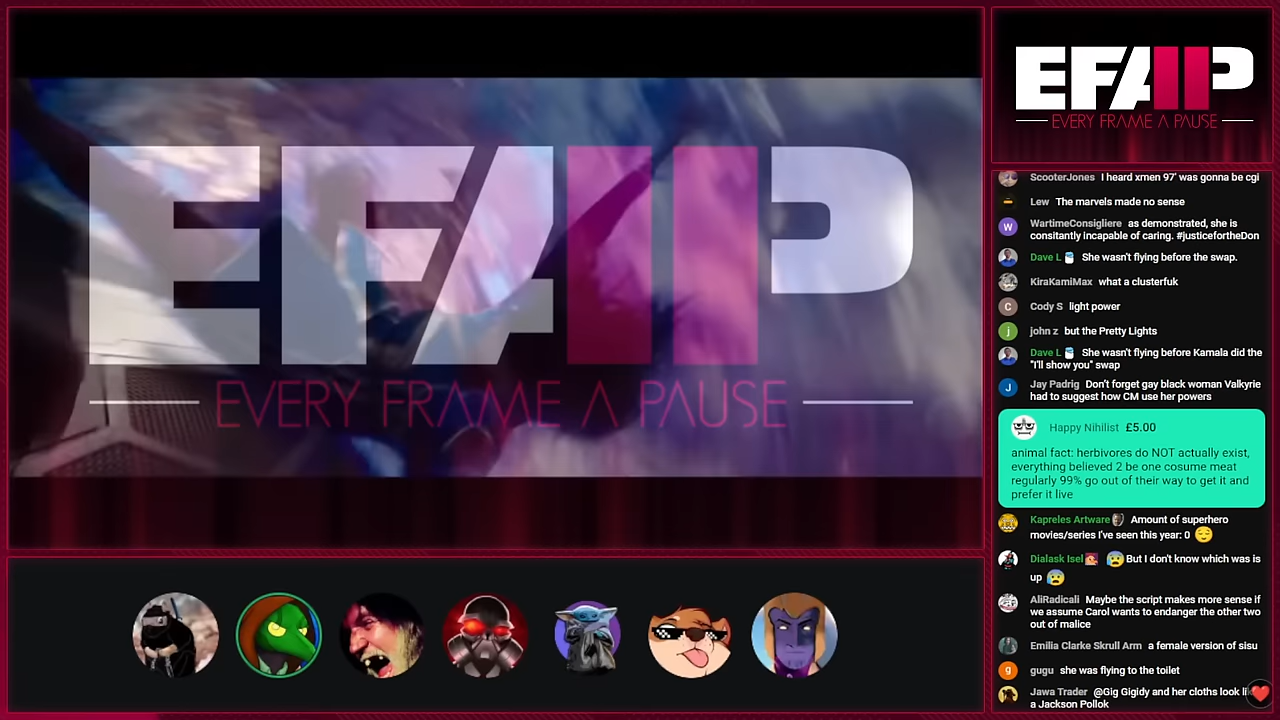 EFAP
EVERY FRAME A PAUSE
EFAP
EVERY FRAME A PAUSE
ScooterJones I heard xmen 97' was gonna be cgi
Lew The marvels made no sense
W
WartimeConsigliere as demonstrated, she is
consitantly incapable of caring. #justicefortheDon
Dave L She wasn't flying before the swap.
KiraKamiMax what a clusterfuk
C
Cody S light power
j
john z but the Pretty Lights
Dave L She wasn't flying before Kamala did the
"I'll show you" swap
J
Jay Padrig Don't forget gay black woman Valkyrie
had to suggest how CM use her powers
Happy Nihilist £5.00
animal fact: herbivores do NOT actually exist,
everything believed 2 be one cosume meat
regularly 99% go out of their way to get it and
prefer it live
Kapreles Artware Amount of superhero
movies/series I've seen this year: 0
Dialask Isel But I don't know which was is
up
AliRadicali Maybe the script makes more sense if
we assume Carol wants to endanger the other two
out of malice
Emilia Clarke Skrull Arm a female version of sisu
g
gugu she was flying to the toilet
Jawa Trader @Gig Gigidy and her cloths look
a Jackson Pollok